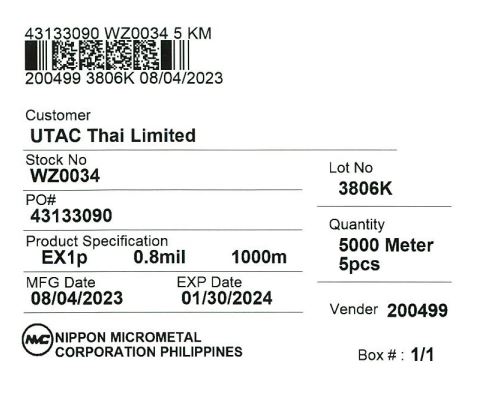 43133090 WZ0034 5 KM
200499 3806K 08/04/2023
Customer
UTAC Thai Limited
Stock No
WZ0034
Lot No
3806K
PO#
43133090
Quantity
5000 Meter
5pcs
Product Specification
EX1p 0.8mil 1000m
MFG Date EXP Date
08/04/2023 01/30/2024
Vender 200499
NMC NIPPON MICROMETAL
CORPORATION PHILIPPINES
Box # : 1/1